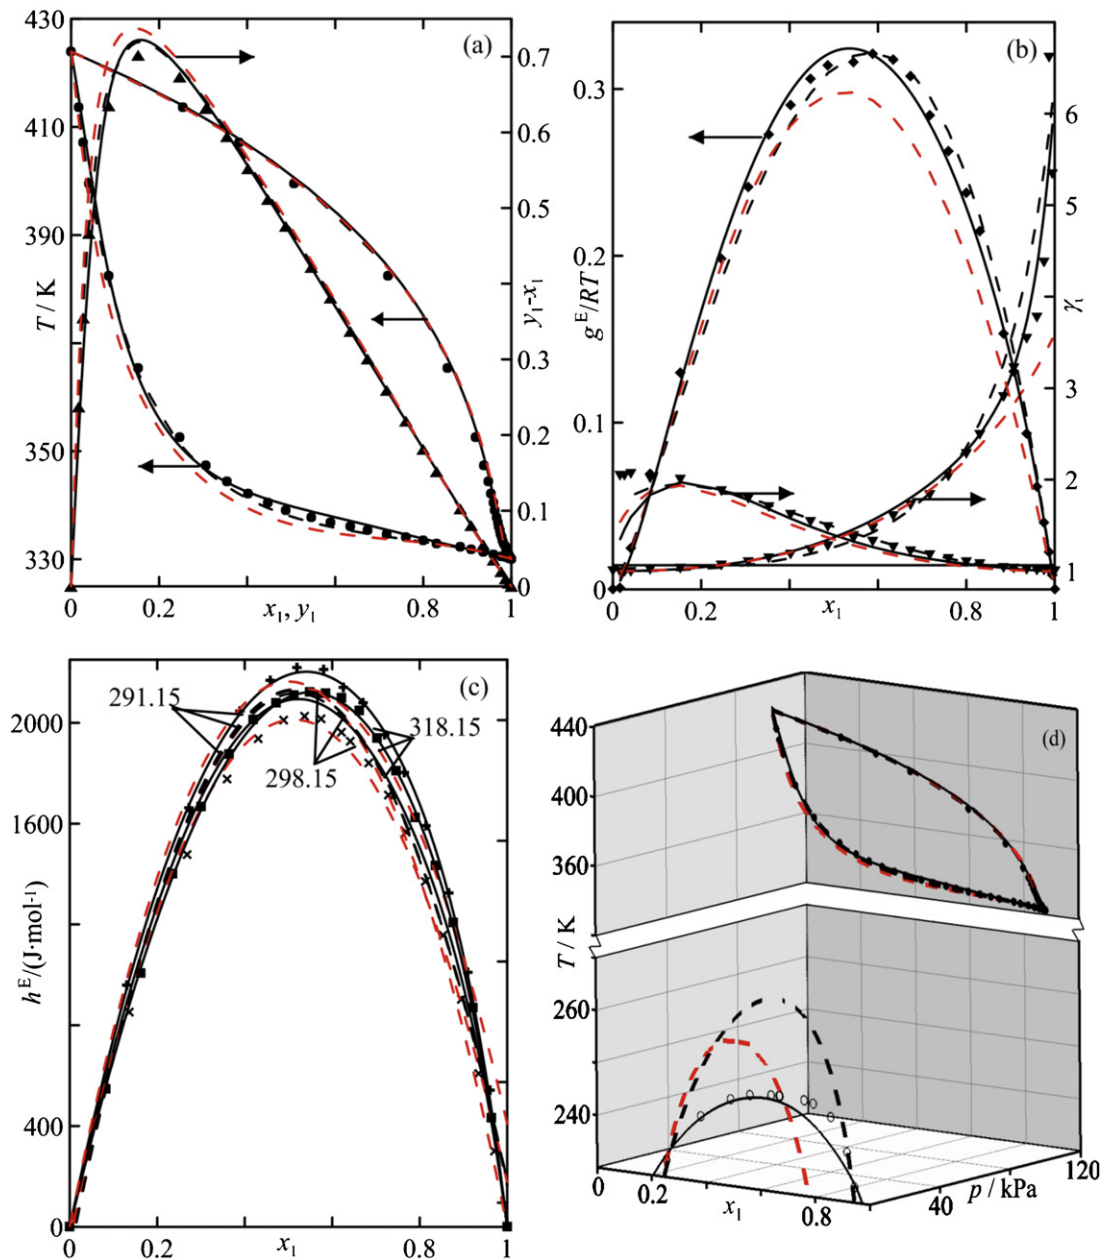 (a)
430
410
390
350
330
T / K
0.7
0.6
0.5
0.3
0.2
0.1
0
y1-x1
0 0.2 x1, y1 0.8 1
(b)
0.3
0.2
0.1
0
g^E/RT
6
5
3
2
1
γi
0 0.2 x1 0.8 1
(c)
2000
1600
400
0
h^E/(J·mol-1)
291.15
298.15
318.15
0 0.2 x1 0.8 1
(d)
440
400
360
260
240
T / K
0 0.2 x1 0.8
40 p / kPa 120